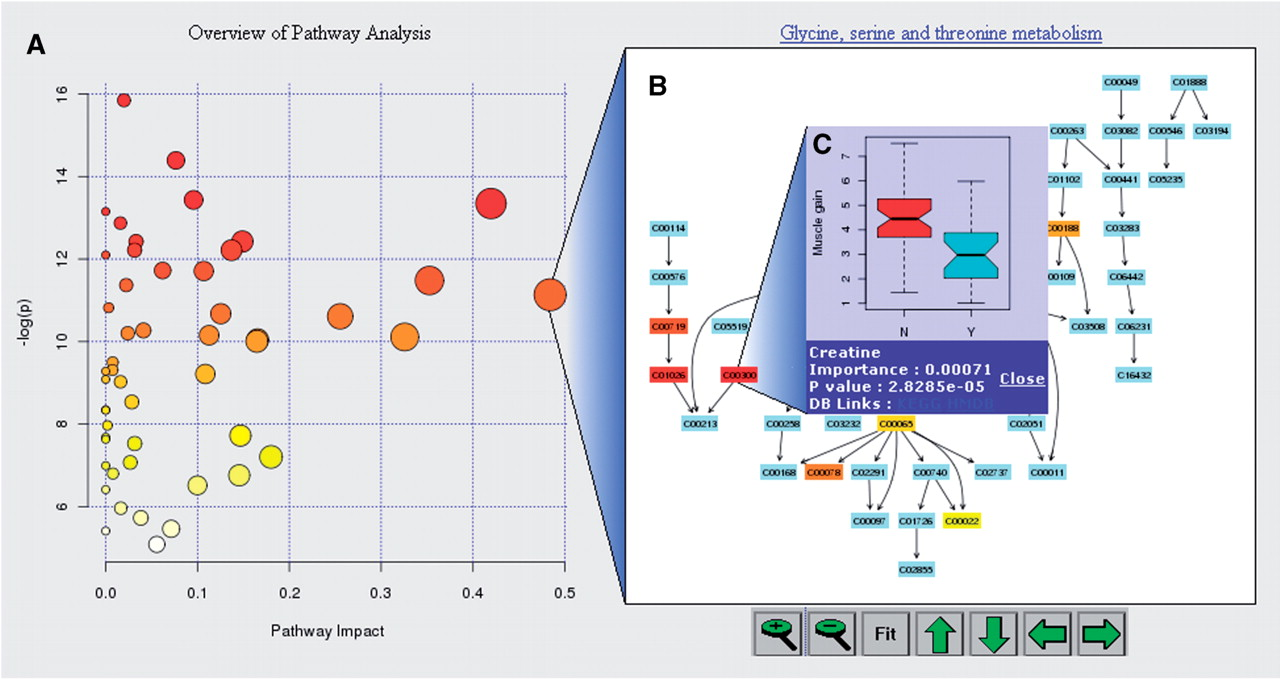 A
Overview of Pathway Analysis
16
14
12
10
8
6
-log(p)
0.0 0.1 0.2 0.3 0.4 0.5
Pathway Impact
Glycine, serine and threonine metabolism
B
C00049 C01888
C00263 C03082 C00546 C03194
C01102 C00441 C05235
C00114 C00188 C03283
C00576 C00109 C06442
C00719 C05519 C03508 C06231
C01026 C00300 C16432
C00213 C00258 C03232 C00065 C02051
C00168 C00078 C02291 C00740 C02737 C00011
C00097 C01726 C00022
C02855
C
Muscle gain
7
6
5
4
3
2
1
N Y
Creatine
Importance : 0.00071
P value : 2.8285e-05
Close
DB Links : KEGG HMDB
Fit